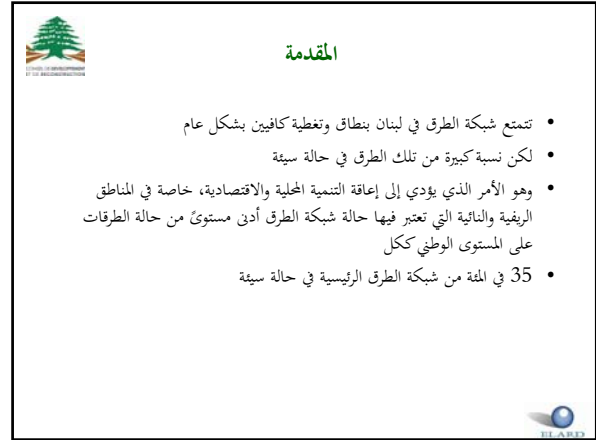 المقدمة
• تتمتع شبكة الطرق في لبنان بنطاق وتغطية كافيين بشكل عام
• لكن نسبة كبيرة من تلك الطرق في حالة سيئة
• وهو الأمر الذي يؤدي إلى إعاقة التنمية المحلية والاقتصادية، خاصة في المناطق
الريفية والنائية التي تعتبر فيها حالة شبكة الطرق أدنى مستوىً من حالة الطرقات
على المستوى الوطني ككل
• 35 في المئة من شبكة الطرق الرئيسية في حالة سيئة
ELARD